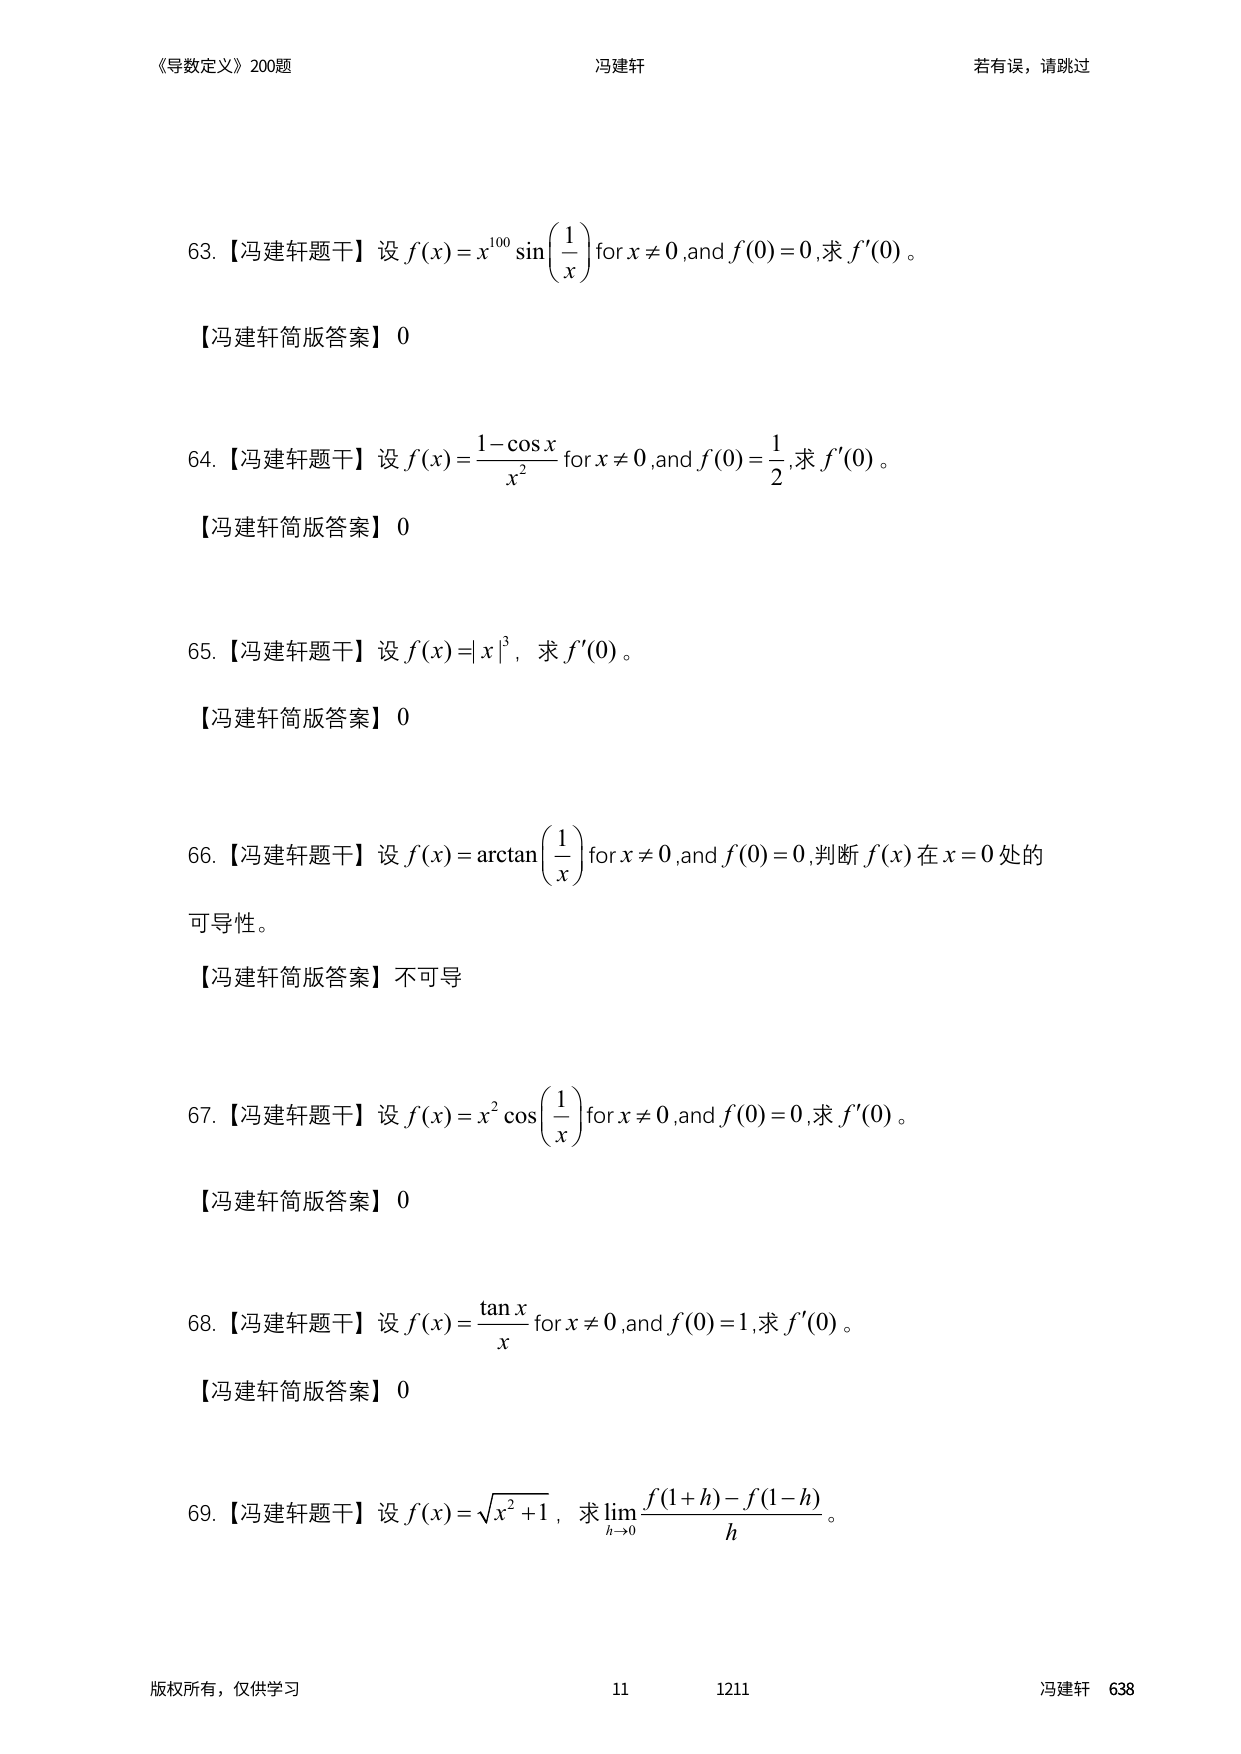 《导数定义》200题 冯建轩 若有误，请跳过
63.【冯建轩题干】设 f(x) = x^100 sin(1/x) for x ≠ 0 ,and f(0) = 0 ,求 f′(0) 。
【冯建轩简版答案】 0
64.【冯建轩题干】设 f(x) = (1 − cos x)/x^2 for x ≠ 0 ,and f(0) = 1/2 ,求 f′(0) 。
【冯建轩简版答案】 0
65.【冯建轩题干】设 f(x) =| x |^3 ，求 f′(0) 。
【冯建轩简版答案】 0
66.【冯建轩题干】设 f(x) = arctan(1/x) for x ≠ 0 ,and f(0) = 0 ,判断 f(x) 在 x = 0 处的
可导性。
【冯建轩简版答案】不可导
67.【冯建轩题干】设 f(x) = x^2 cos(1/x) for x ≠ 0 ,and f(0) = 0 ,求 f′(0) 。
【冯建轩简版答案】 0
68.【冯建轩题干】设 f(x) = tan x/x for x ≠ 0 ,and f(0) = 1 ,求 f′(0) 。
【冯建轩简版答案】 0
69.【冯建轩题干】设 f(x) = √(x^2 + 1) ，求 lim h→0 (f(1 + h) − f(1 − h))/h 。
版权所有，仅供学习 11 1211 冯建轩 638